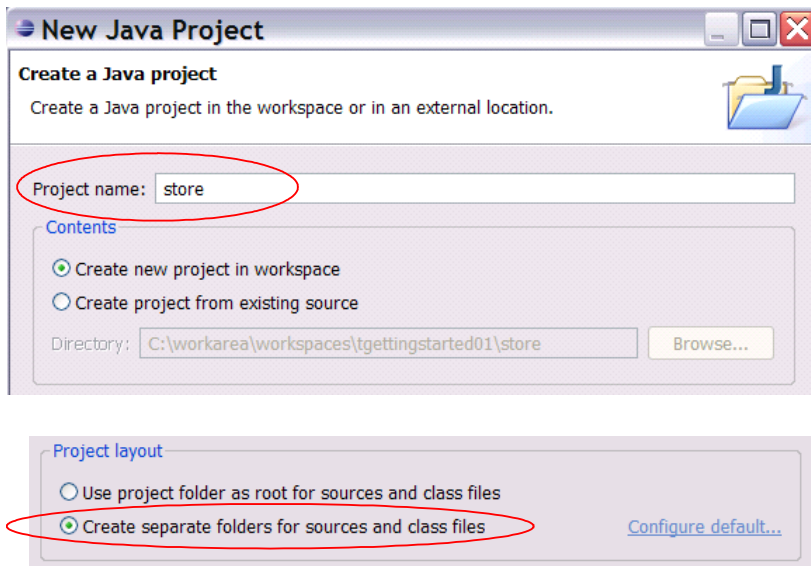 New Java Project
Create a Java project
Create a Java project in the workspace or in an external location.
Project name: store
Contents
Create new project in workspace
Create project from existing source
Directory: C:\workarea\workspaces\tgettingstarted01\store Browse...
Project layout
Use project folder as root for sources and class files
Create separate folders for sources and class files Configure default...